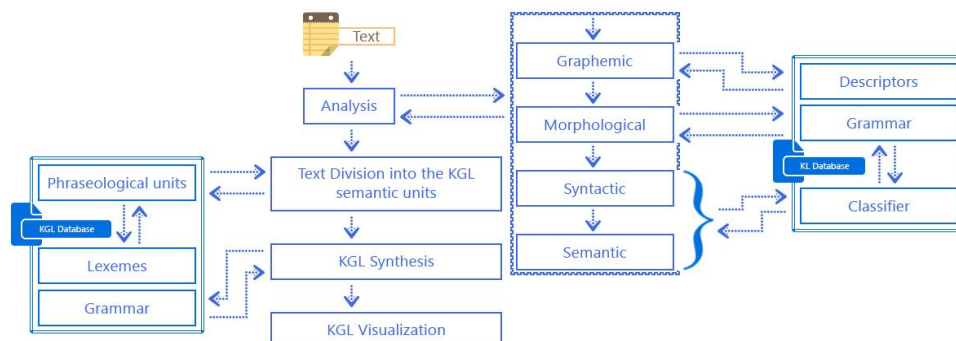 Text
Analysis
Text Division into the KGL
semantic units
KGL Synthesis
KGL Visualization
Phraseological units
KGL Database
Lexemes
Grammar
Graphemic
Morphological
Syntactic
Semantic
Descriptors
Grammar
KL Database
Classifier